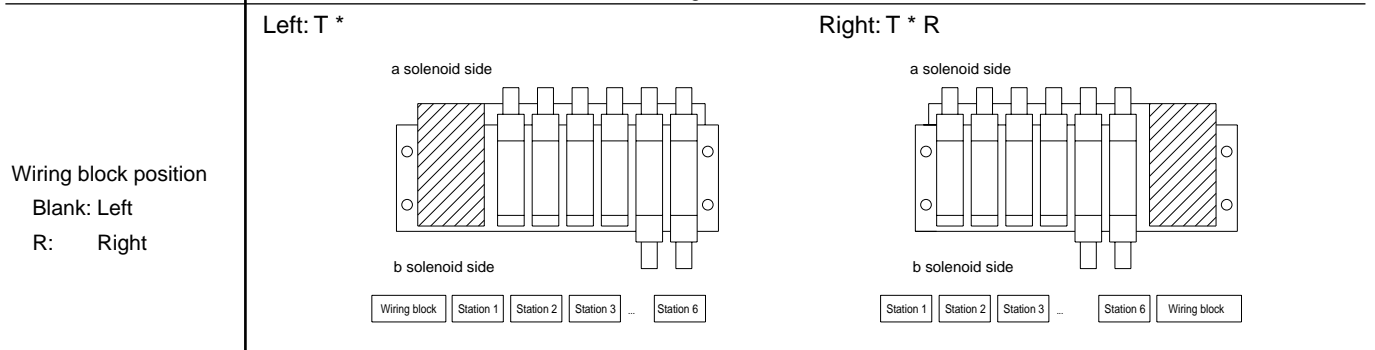 Left: T *
Right: T * R
a solenoid side
a solenoid side
Wiring block position
Blank: Left
R: Right
b solenoid side
b solenoid side
Wiring block Station 1 Station 2 Station 3 ... Station 6
Station 1 Station 2 Station 3 ... Station 6 Wiring block